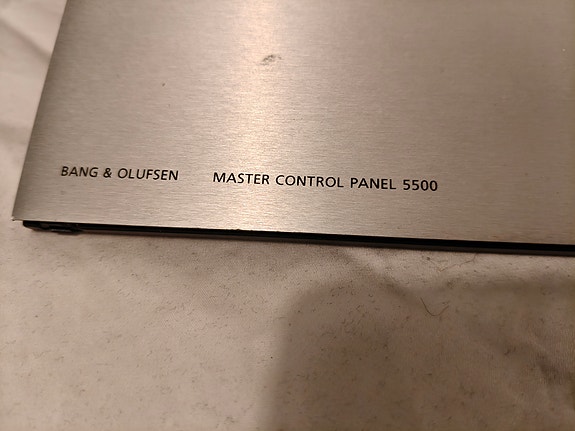 BANG & OLUFSEN MASTER CONTROL PANEL 5500